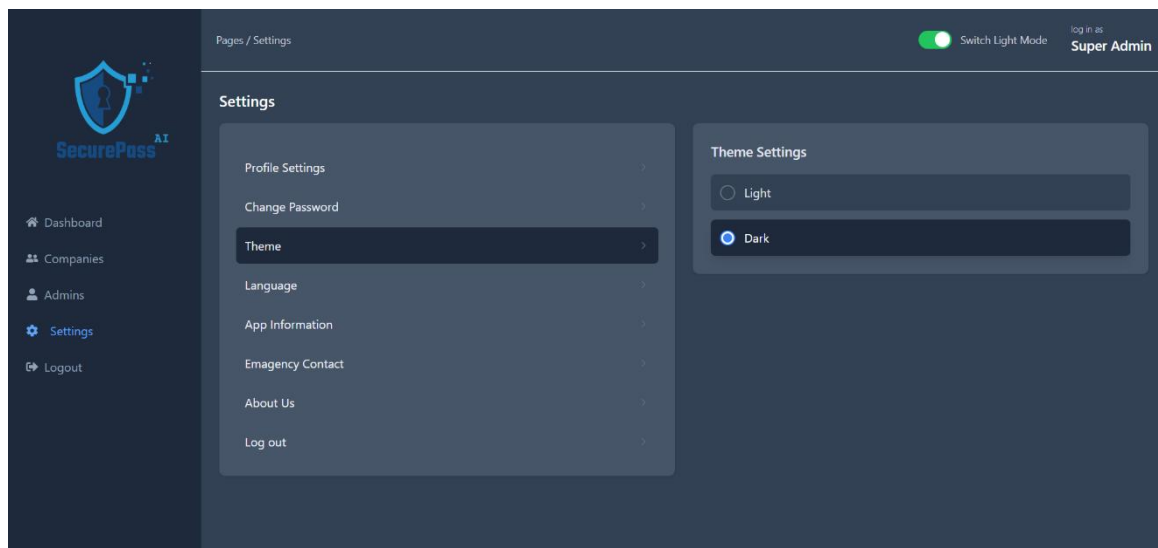 SecurePass AI
Dashboard
Companies
Admins
Settings
Logout
Pages / Settings
Switch Light Mode
log in as
Super Admin
Settings
Profile Settings
Change Password
Theme
Language
App Information
Emagency Contact
About Us
Log out
Theme Settings
Light
Dark